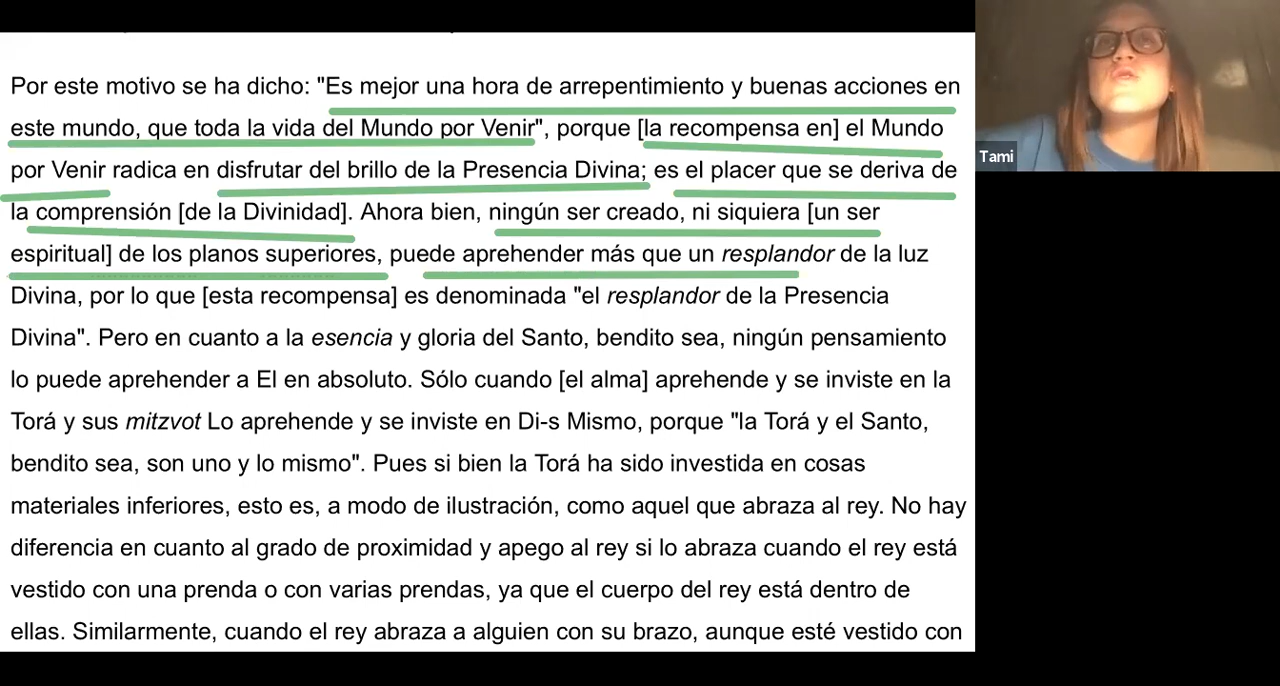 Por este motivo se ha dicho: "Es mejor una hora de arrepentimiento y buenas acciones en
este mundo, que toda la vida del Mundo por Venir", porque [la recompensa en] el Mundo
por Venir radica en disfrutar del brillo de la Presencia Divina; es el placer que se deriva de
la comprensión [de la Divinidad]. Ahora bien, ningún ser creado, ni siquiera [un ser
espiritual] de los planos superiores, puede aprehender más que un resplandor de la luz
Divina, por lo que [esta recompensa] es denominada "el resplandor de la Presencia
Divina". Pero en cuanto a la esencia y gloria del Santo, bendito sea, ningún pensamiento
lo puede aprehender a El en absoluto. Sólo cuando [el alma] aprehende y se inviste en la
Torá y sus mitzvot Lo aprehende y se inviste en Di-s Mismo, porque "la Torá y el Santo,
bendito sea, son uno y lo mismo". Pues si bien la Torá ha sido investida en cosas
materiales inferiores, esto es, a modo de ilustración, como aquel que abraza al rey. No hay
diferencia en cuanto al grado de proximidad y apego al rey si lo abraza cuando el rey está
vestido con una prenda o con varias prendas, ya que el cuerpo del rey está dentro de
ellas. Similarmente, cuando el rey abraza a alguien con su brazo, aunque esté vestido con
Tami